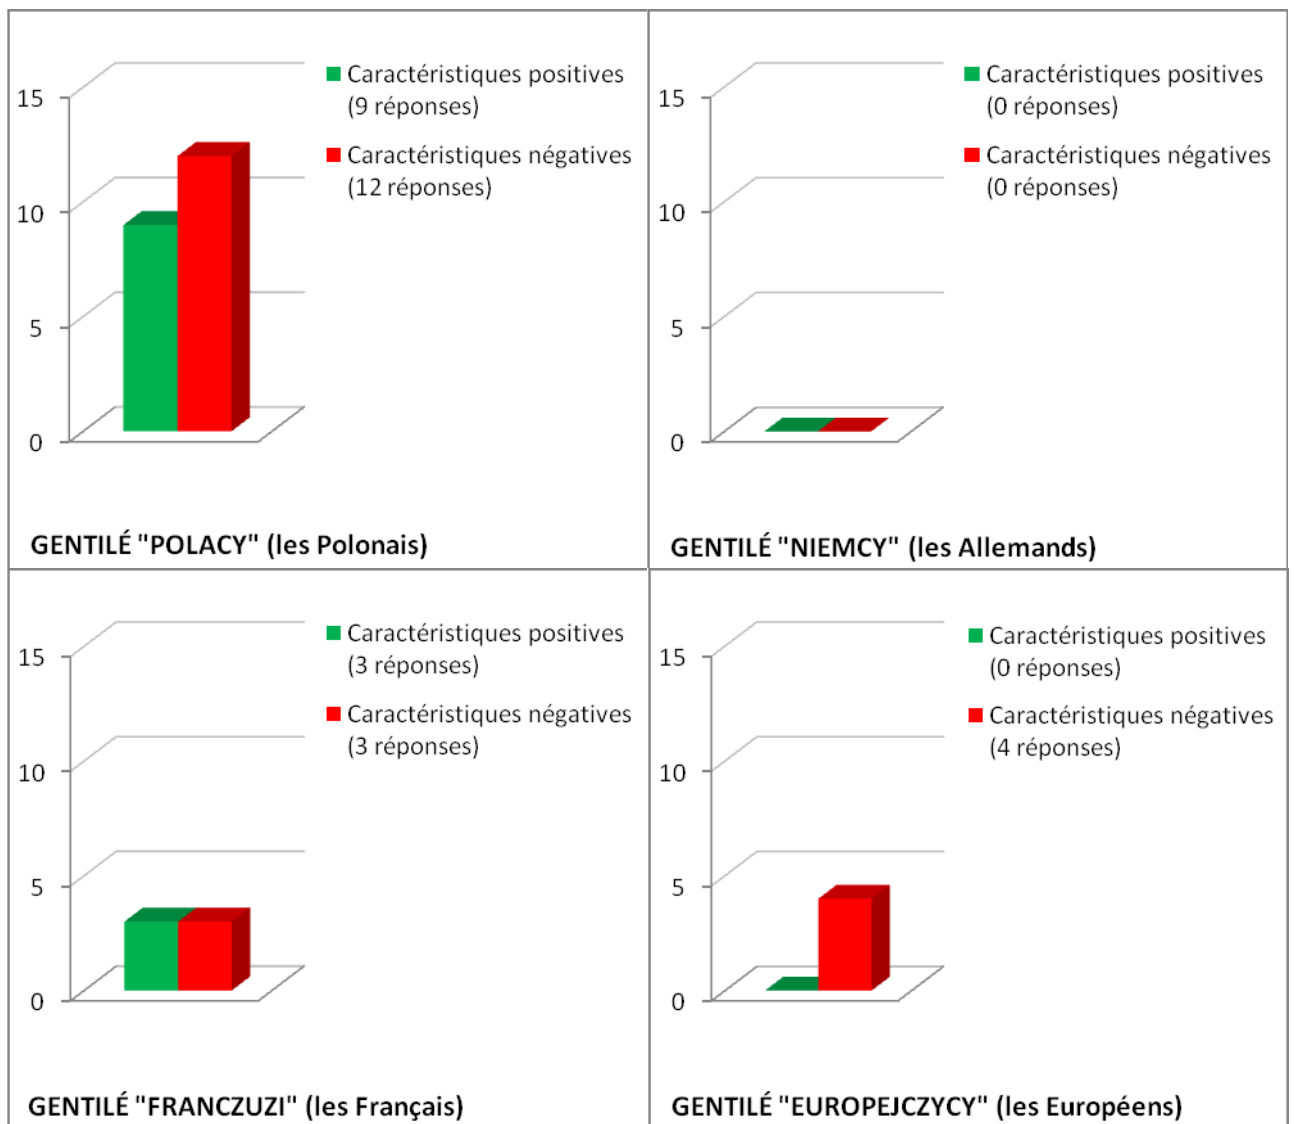 15
10
5
0
Caractéristiques positives
(9 réponses)
Caractéristiques négatives
(12 réponses)
GENTILÉ "POLACY" (les Polonais)
15
10
5
0
Caractéristiques positives
(0 réponses)
Caractéristiques négatives
(0 réponses)
GENTILÉ "NIEMCY" (les Allemands)
15
10
5
0
Caractéristiques positives
(3 réponses)
Caractéristiques négatives
(3 réponses)
GENTILÉ "FRANCZUZI" (les Français)
15
10
5
0
Caractéristiques positives
(0 réponses)
Caractéristiques négatives
(4 réponses)
GENTILÉ "EUROPEJCZYCY" (les Européens)